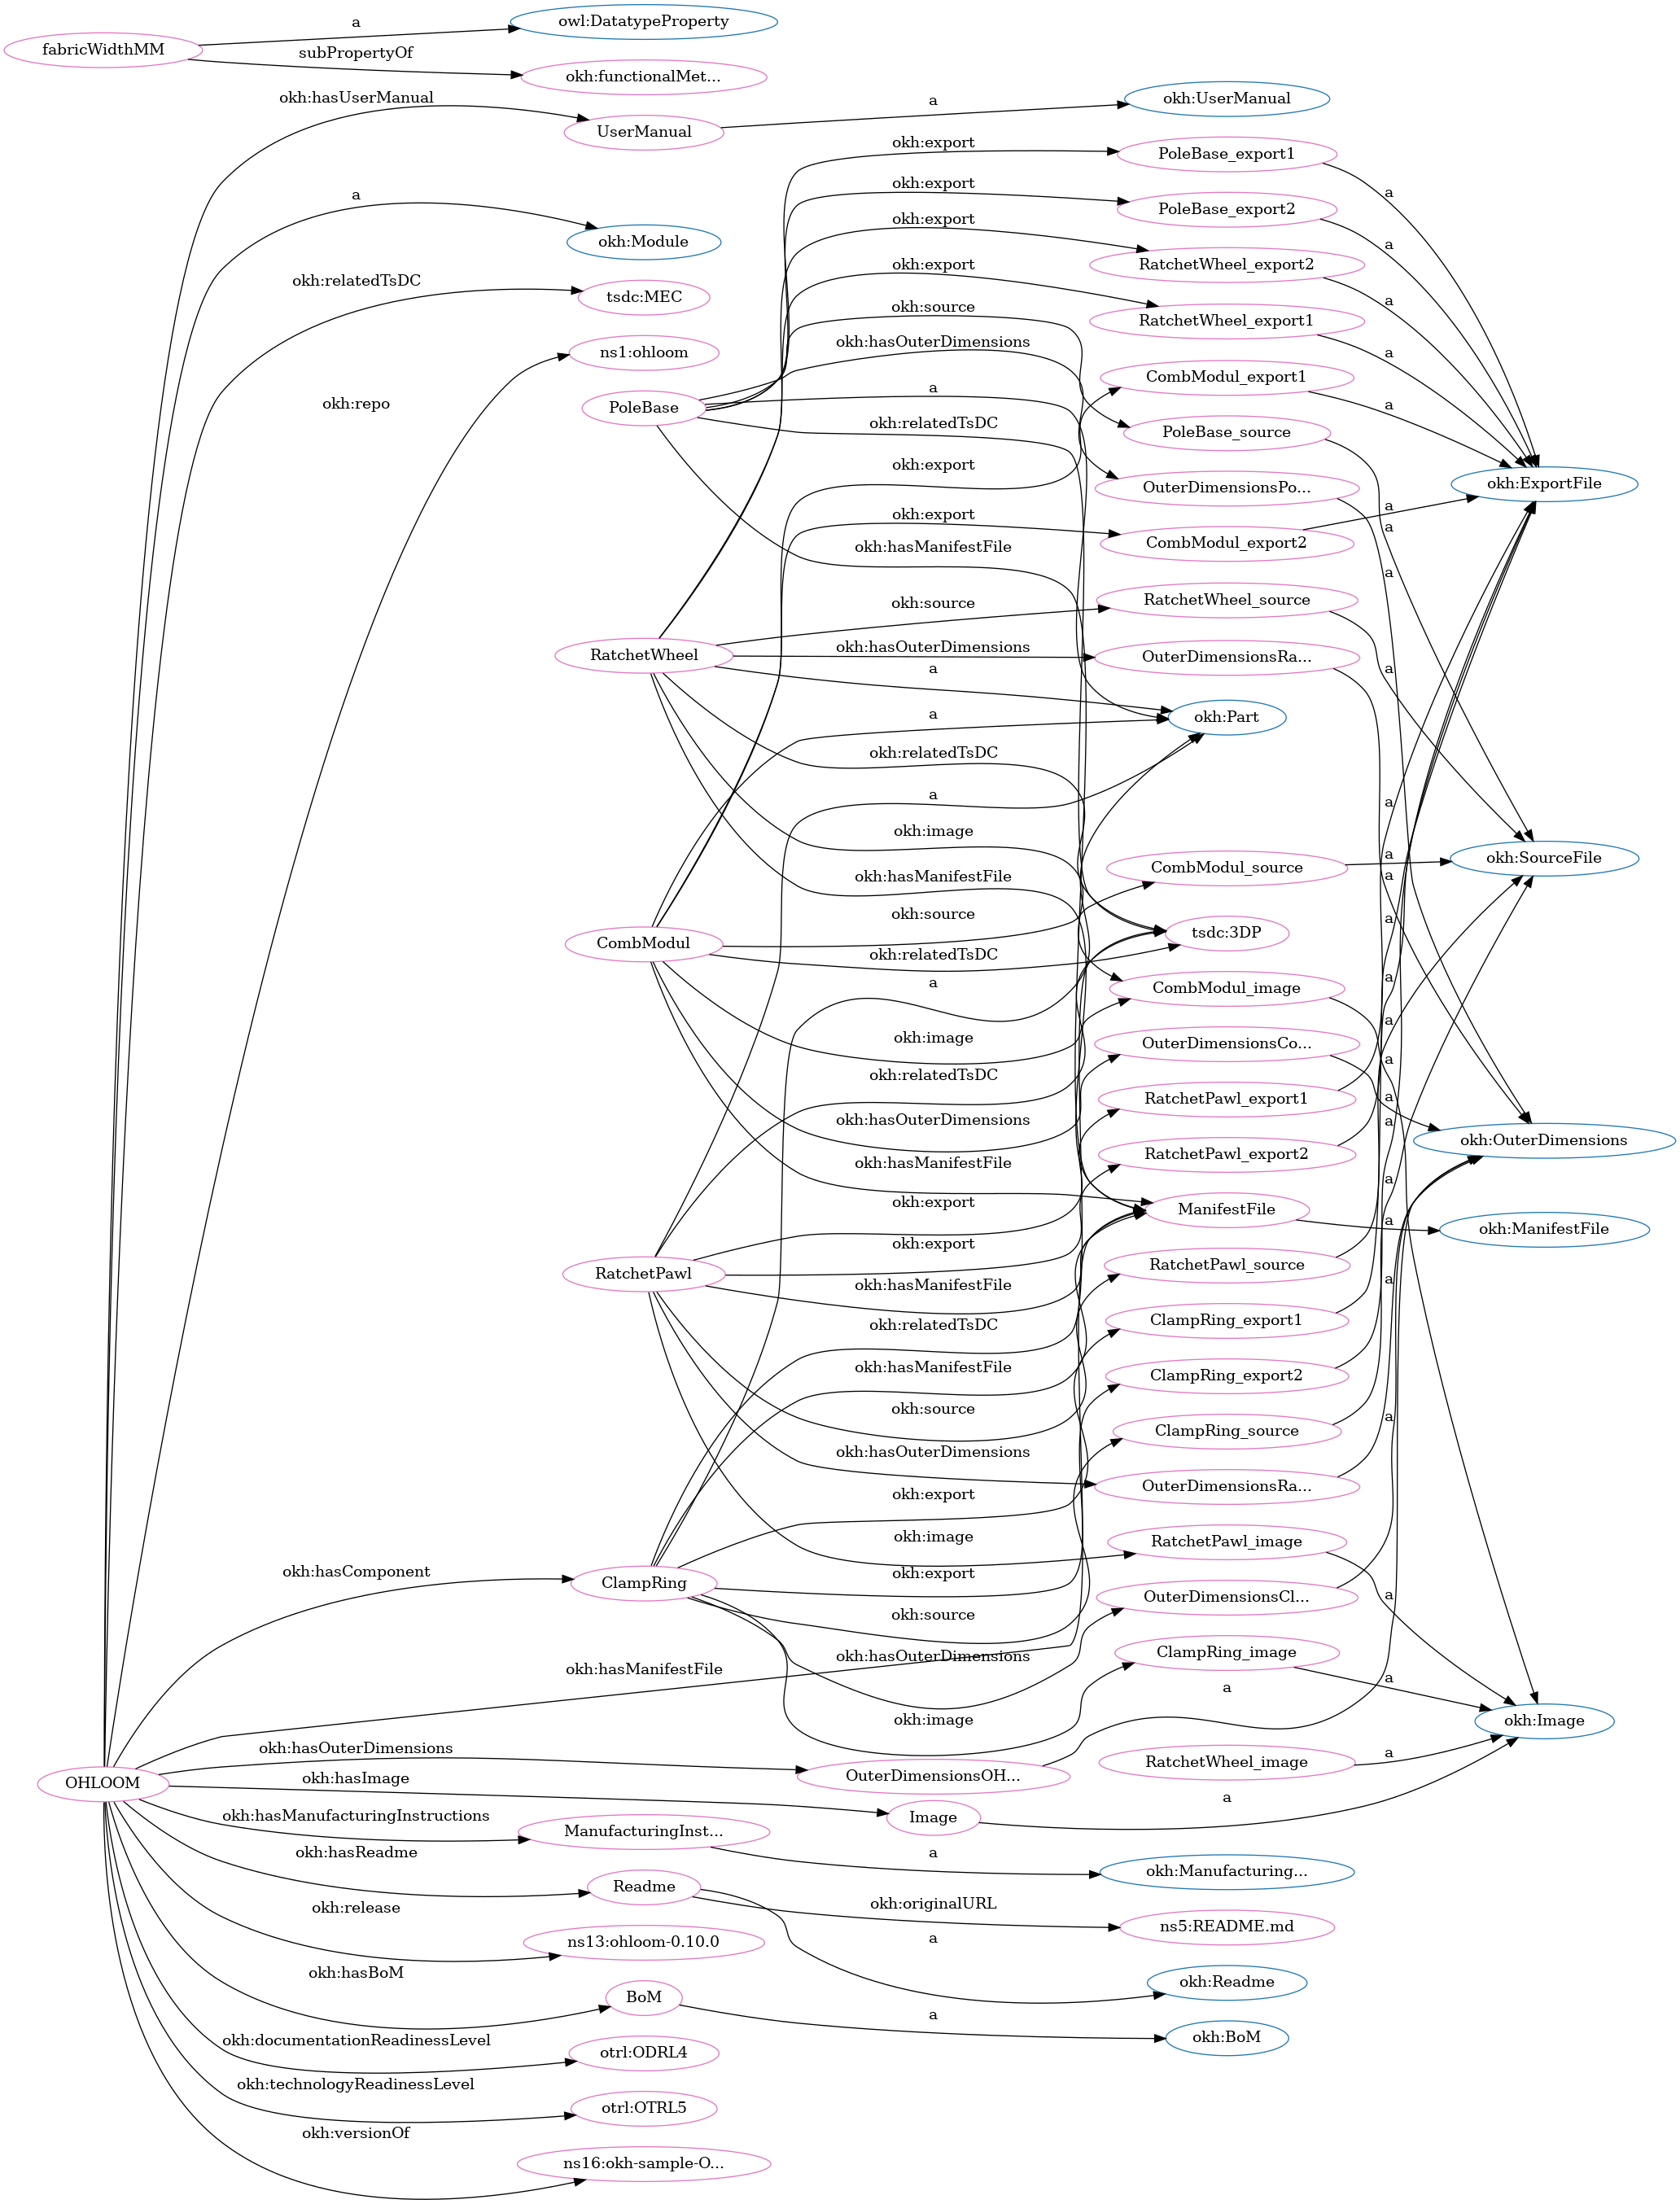 a
owl:DatatypeProperty
fabricWidthMM
subPropertyOf
okh:functionalMet...
okh:hasUserManual
UserManual
a
okh:UserManual
a
okh:Module
okh:relatedTsDC
tsdc:MEC
okh:repo
ns1:ohloom
okh:export
PoleBase_export1
a
okh:export
PoleBase_export2
a
okh:export
RatchetWheel_export2
a
okh:export
RatchetWheel_export1
a
okh:source
okh:hasOuterDimensions
CombModul_export1
a
PoleBase
a
okh:relatedTsDC
PoleBase_source
a
okh:export
OuterDimensionsPo...
a
okh:ExportFile
a
okh:export
CombModul_export2
okh:hasManifestFile
okh:source
RatchetWheel_source
a
RatchetWheel
okh:hasOuterDimensions
OuterDimensionsRa...
a
a
okh:Part
okh:relatedTsDC
a
a
okh:image
okh:SourceFile
CombModul_source
a
okh:hasManifestFile
a
okh:source
CombModul
okh:relatedTsDC
tsdc:3DP
a
a
CombModul_image
a
okh:image
OuterDimensionsCo...
a
okh:relatedTsDC
RatchetPawl_export1
a
okh:hasOuterDimensions
a
okh:OuterDimensions
okh:hasManifestFile
RatchetPawl_export2
a
okh:export
ManifestFile
a
okh:ManifestFile
okh:export
RatchetPawl
okh:hasManifestFile
RatchetPawl_source
a
okh:relatedTsDC
ClampRing_export1
okh:hasManifestFile
ClampRing_export2
okh:source
ClampRing_source
a
okh:hasOuterDimensions
OuterDimensionsRa...
okh:export
okh:image
RatchetPawl_image
okh:hasComponent
ClampRing
okh:export
OuterDimensionsCl...
a
okh:source
okh:hasManifestFile
okh:hasOuterDimensions
ClampRing_image
a
a
okh:image
okh:Image
okh:hasOuterDimensions
OHLOOM
okh:hasImage
OuterDimensionsOH...
RatchetWheel_image
a
a
okh:hasManufacturingInstructions
Image
ManufacturingInst...
a
okh:Manufacturing...
okh:hasReadme
Readme
okh:originalURL
ns5:README.md
okh:release
a
ns13:ohloom-0.10.0
okh:hasBoM
okh:Readme
BoM
a
okh:BoM
okh:documentationReadinessLevel
otrl:ODRL4
okh:technologyReadinessLevel
otrl:OTRL5
okh:versionOf
ns16:okh-sample-O...